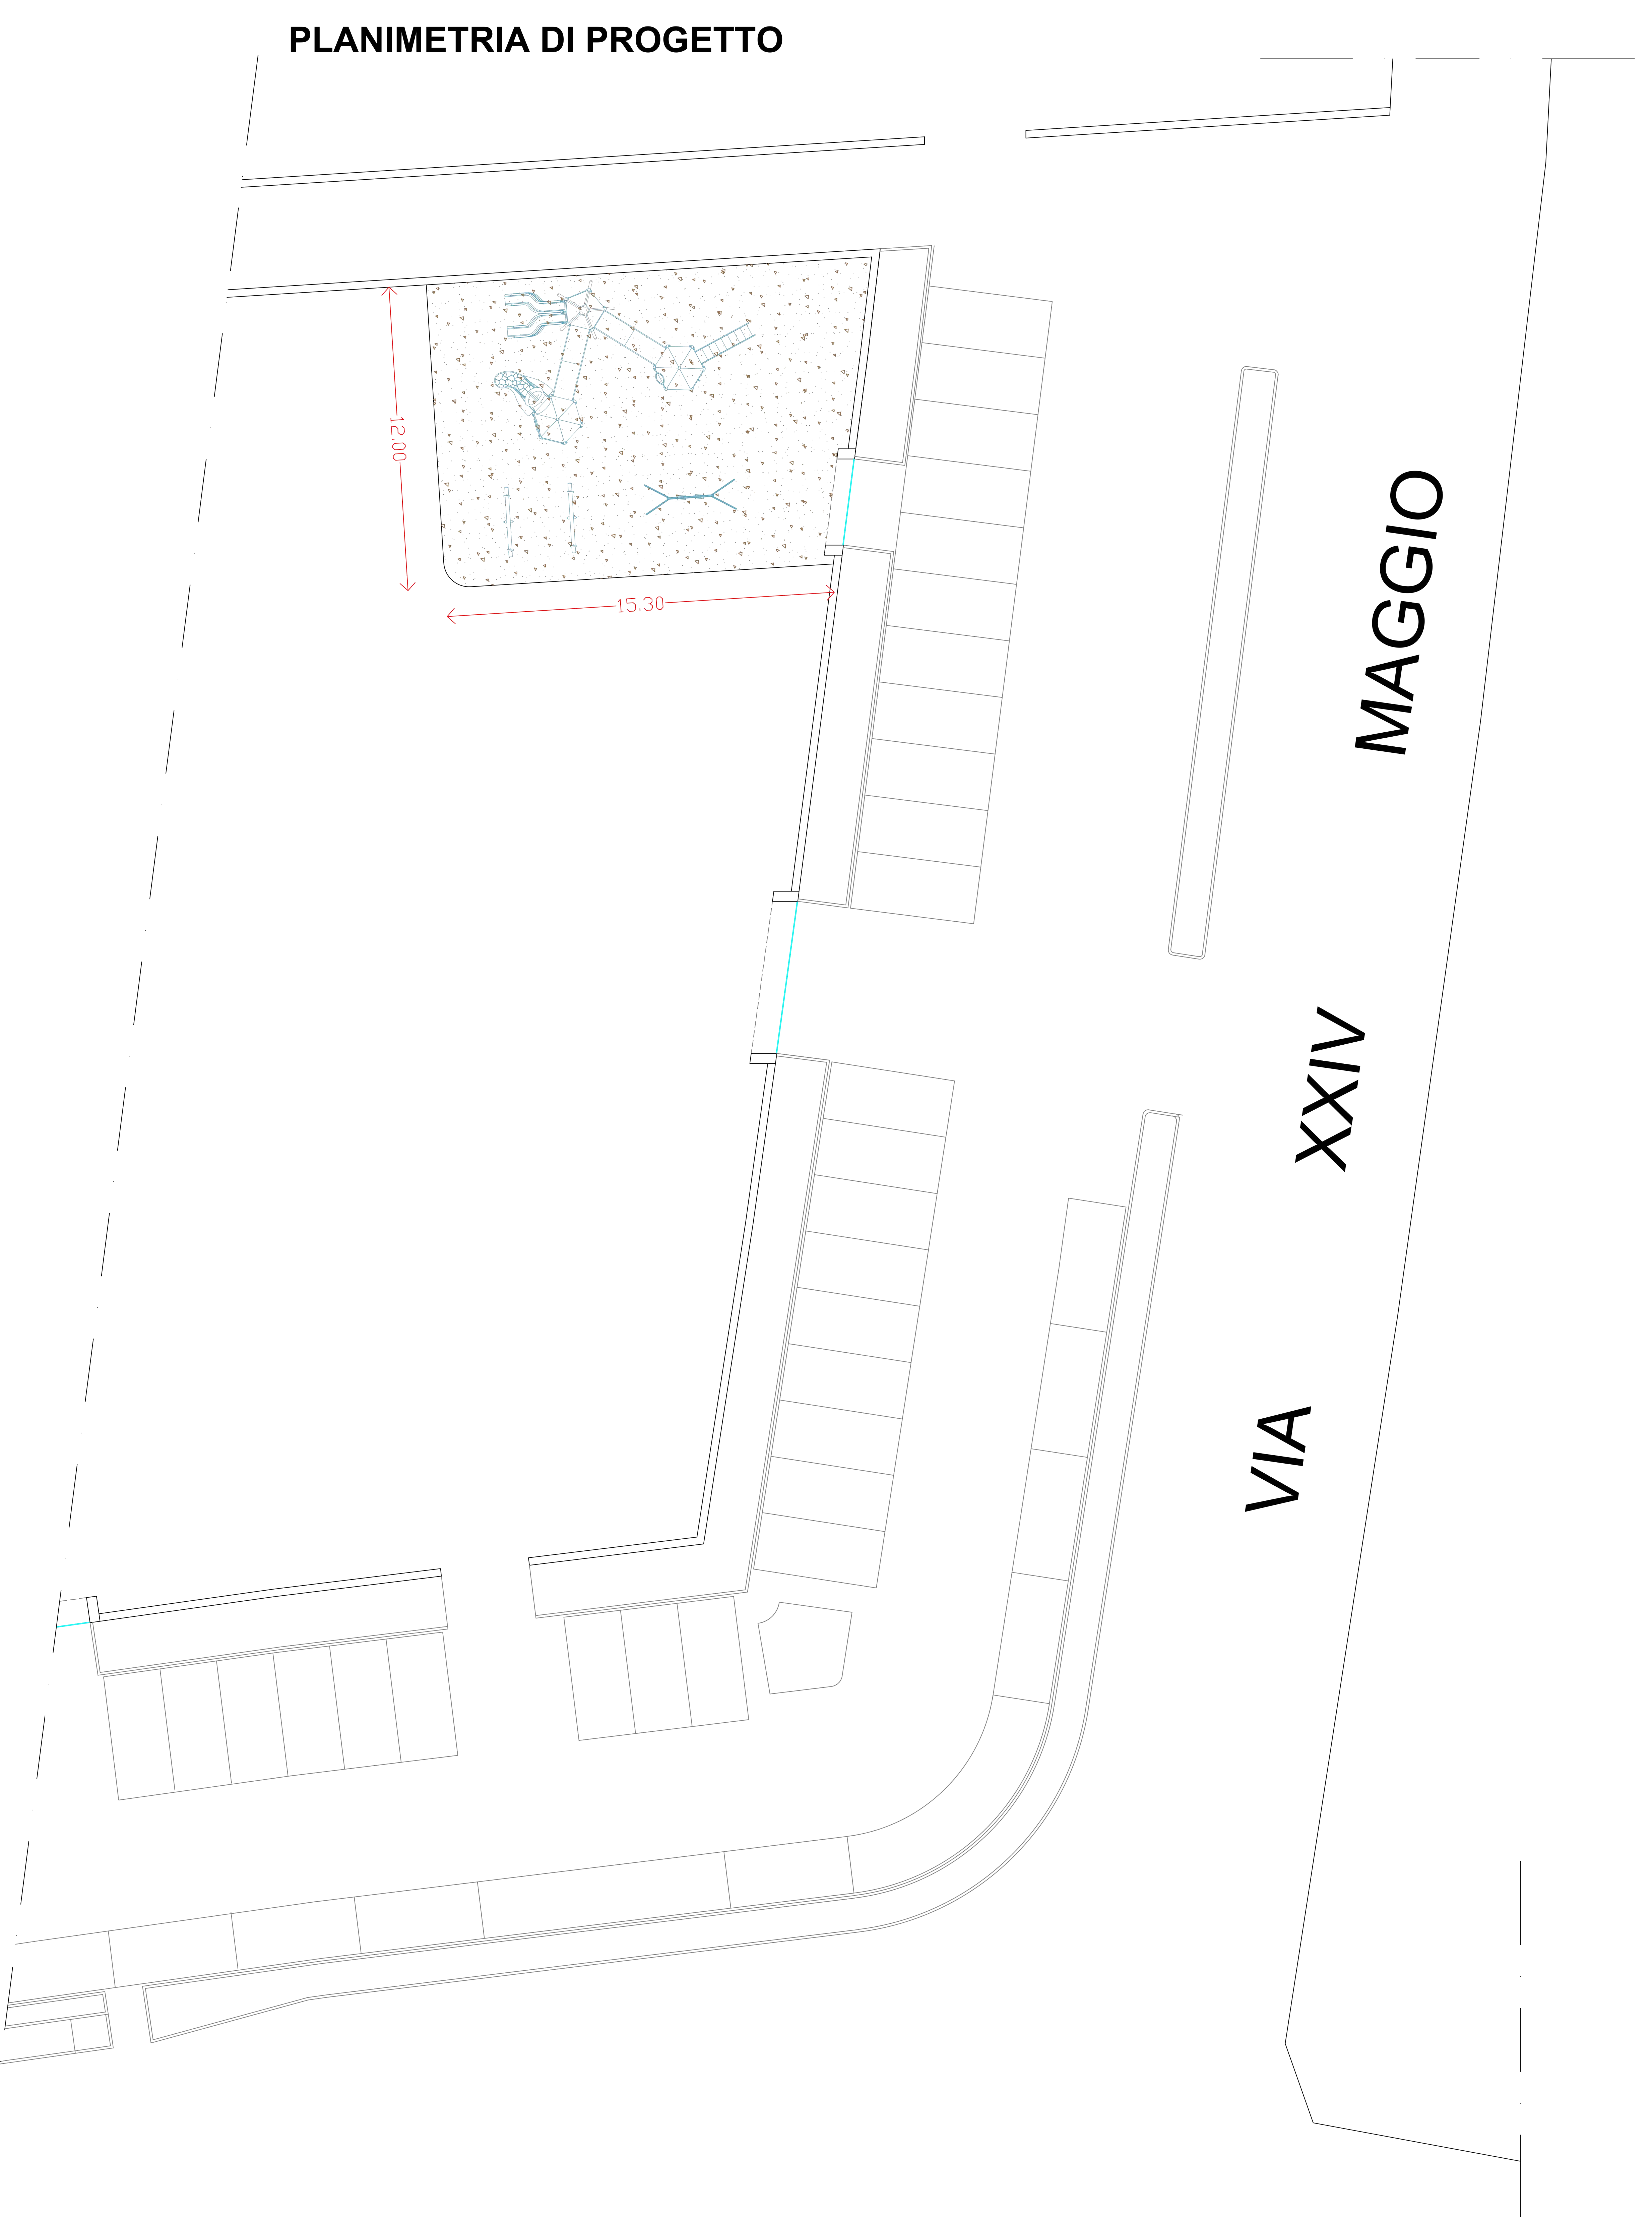 PLANIMETRIA DI PROGETTO
12.00
15.30
VIA XXIV MAGGIO